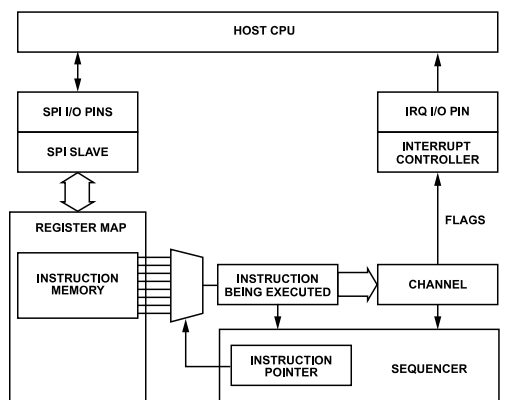 HOST CPU
SPI I/O PINS
SPI SLAVE
IRQ I/O PIN
INTERRUPT
CONTROLLER
REGISTER MAP
FLAGS
INSTRUCTION
MEMORY
INSTRUCTION
BEING EXECUTED
CHANNEL
INSTRUCTION
POINTER
SEQUENCER